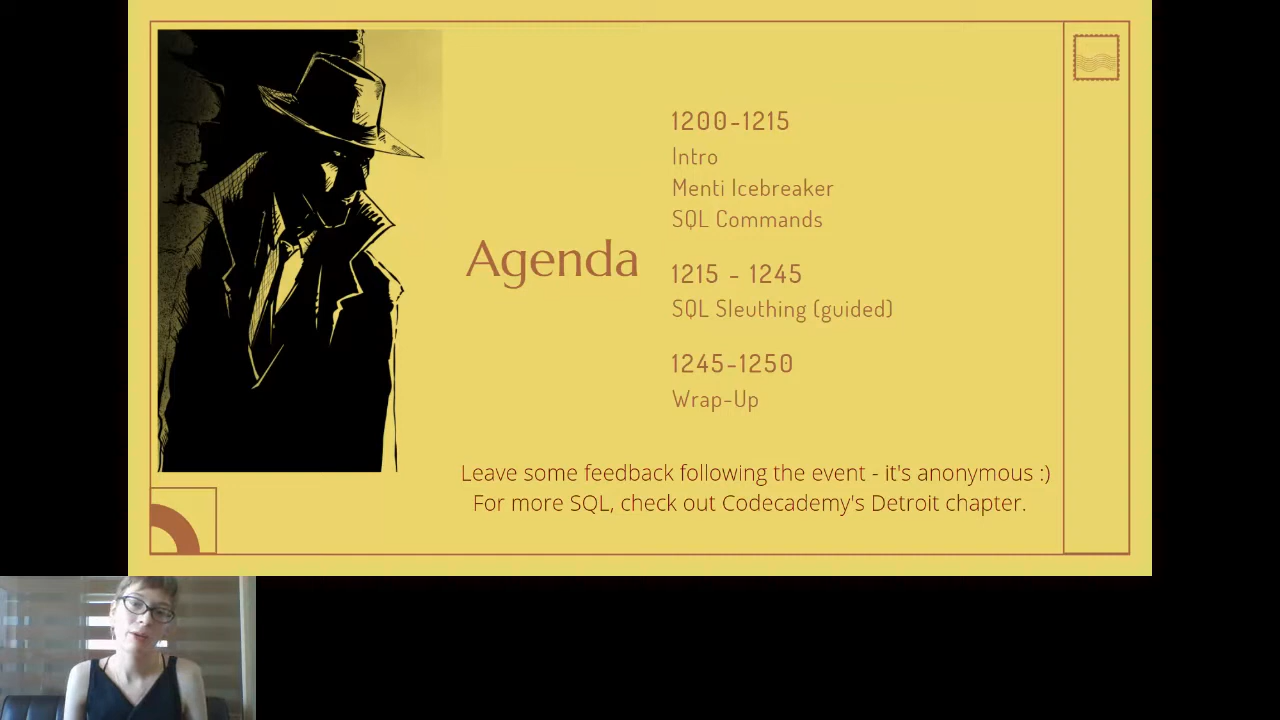 Agenda
1200-1215
Intro
Menti Icebreaker
SQL Commands
1215 - 1245
SQL Sleuthing (guided)
1245-1250
Wrap-Up
Leave some feedback following the event - it's anonymous :)
For more SQL, check out Codecademy's Detroit chapter.